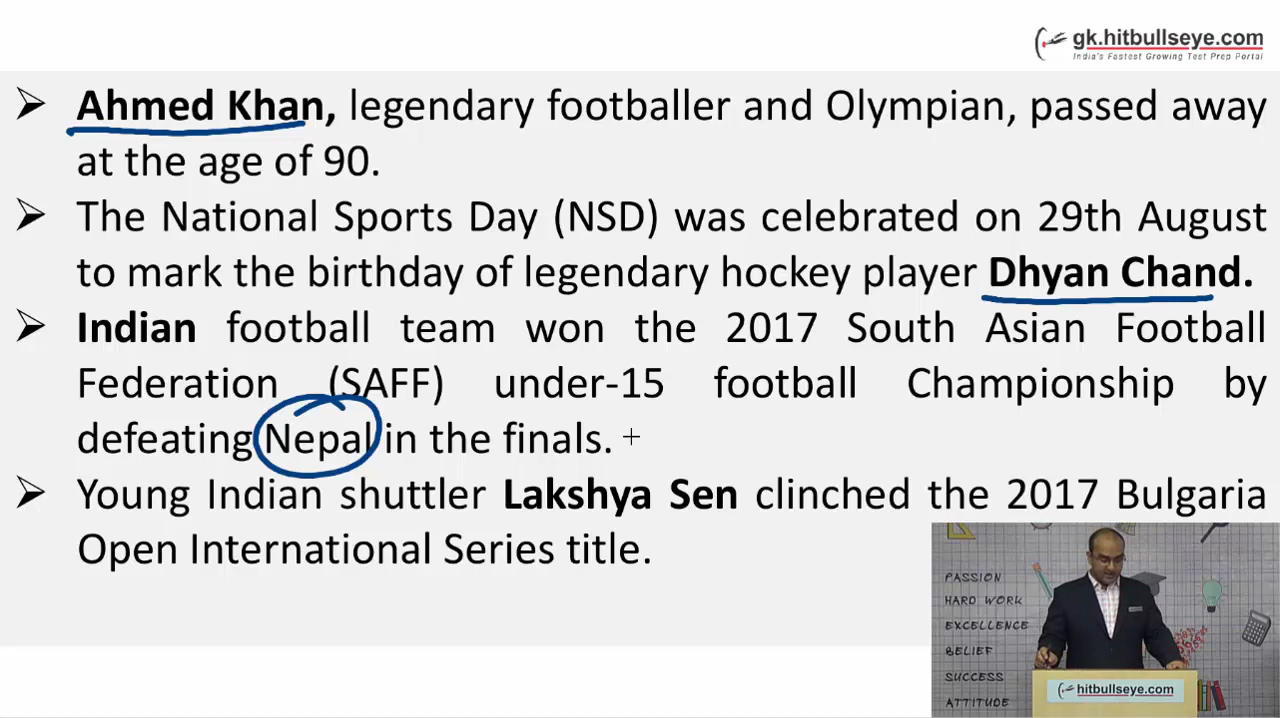 gk.hitbullseye.com
India's Fastest Growing Test Prep Portal
➢ Ahmed Khan, legendary footballer and Olympian, passed away
at the age of 90.
➢ The National Sports Day (NSD) was celebrated on 29th August
to mark the birthday of legendary hockey player Dhyan Chand.
➢ Indian football team won the 2017 South Asian Football
Federation (SAFF) under-15 football Championship by
defeating Nepal in the finals.
➢ Young Indian shuttler Lakshya Sen clinched the 2017 Bulgaria
Open International Series title.
PASSION
HARD WORK
EXCELLENCE
BELIEF
SUCCESS
ATTITUDE
hitbullseye.com